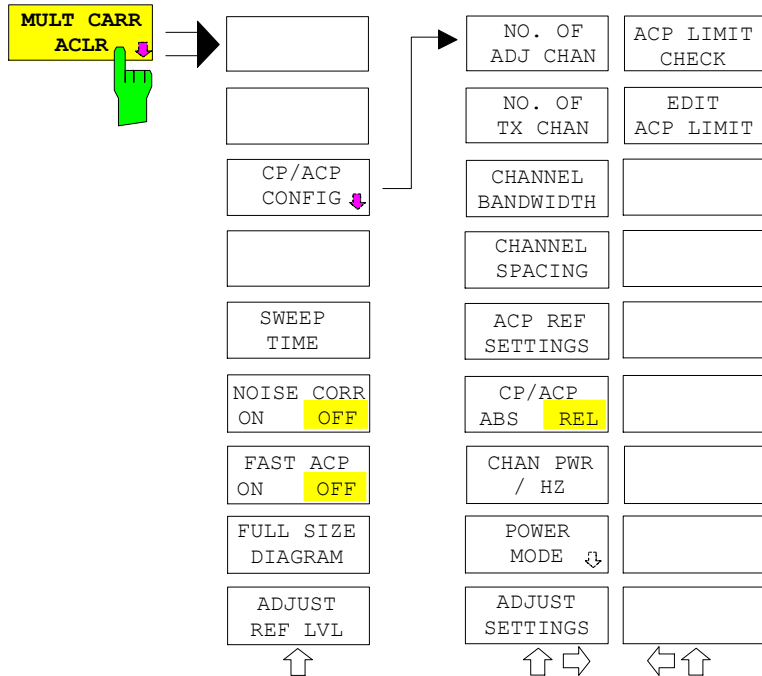 MULT CARR
ACLR
CP/ACP
CONFIG
SWEEP
TIME
NOISE CORR
ON OFF
FAST ACP
ON OFF
FULL SIZE
DIAGRAM
ADJUST
REF LVL
NO. OF
ADJ CHAN
NO. OF
TX CHAN
CHANNEL
BANDWIDTH
CHANNEL
SPACING
ACP REF
SETTINGS
CP/ACP
ABS REL
CHAN PWR
/ HZ
POWER
MODE
ADJUST
SETTINGS
ACP LIMIT
CHECK
EDIT
ACP LIMIT